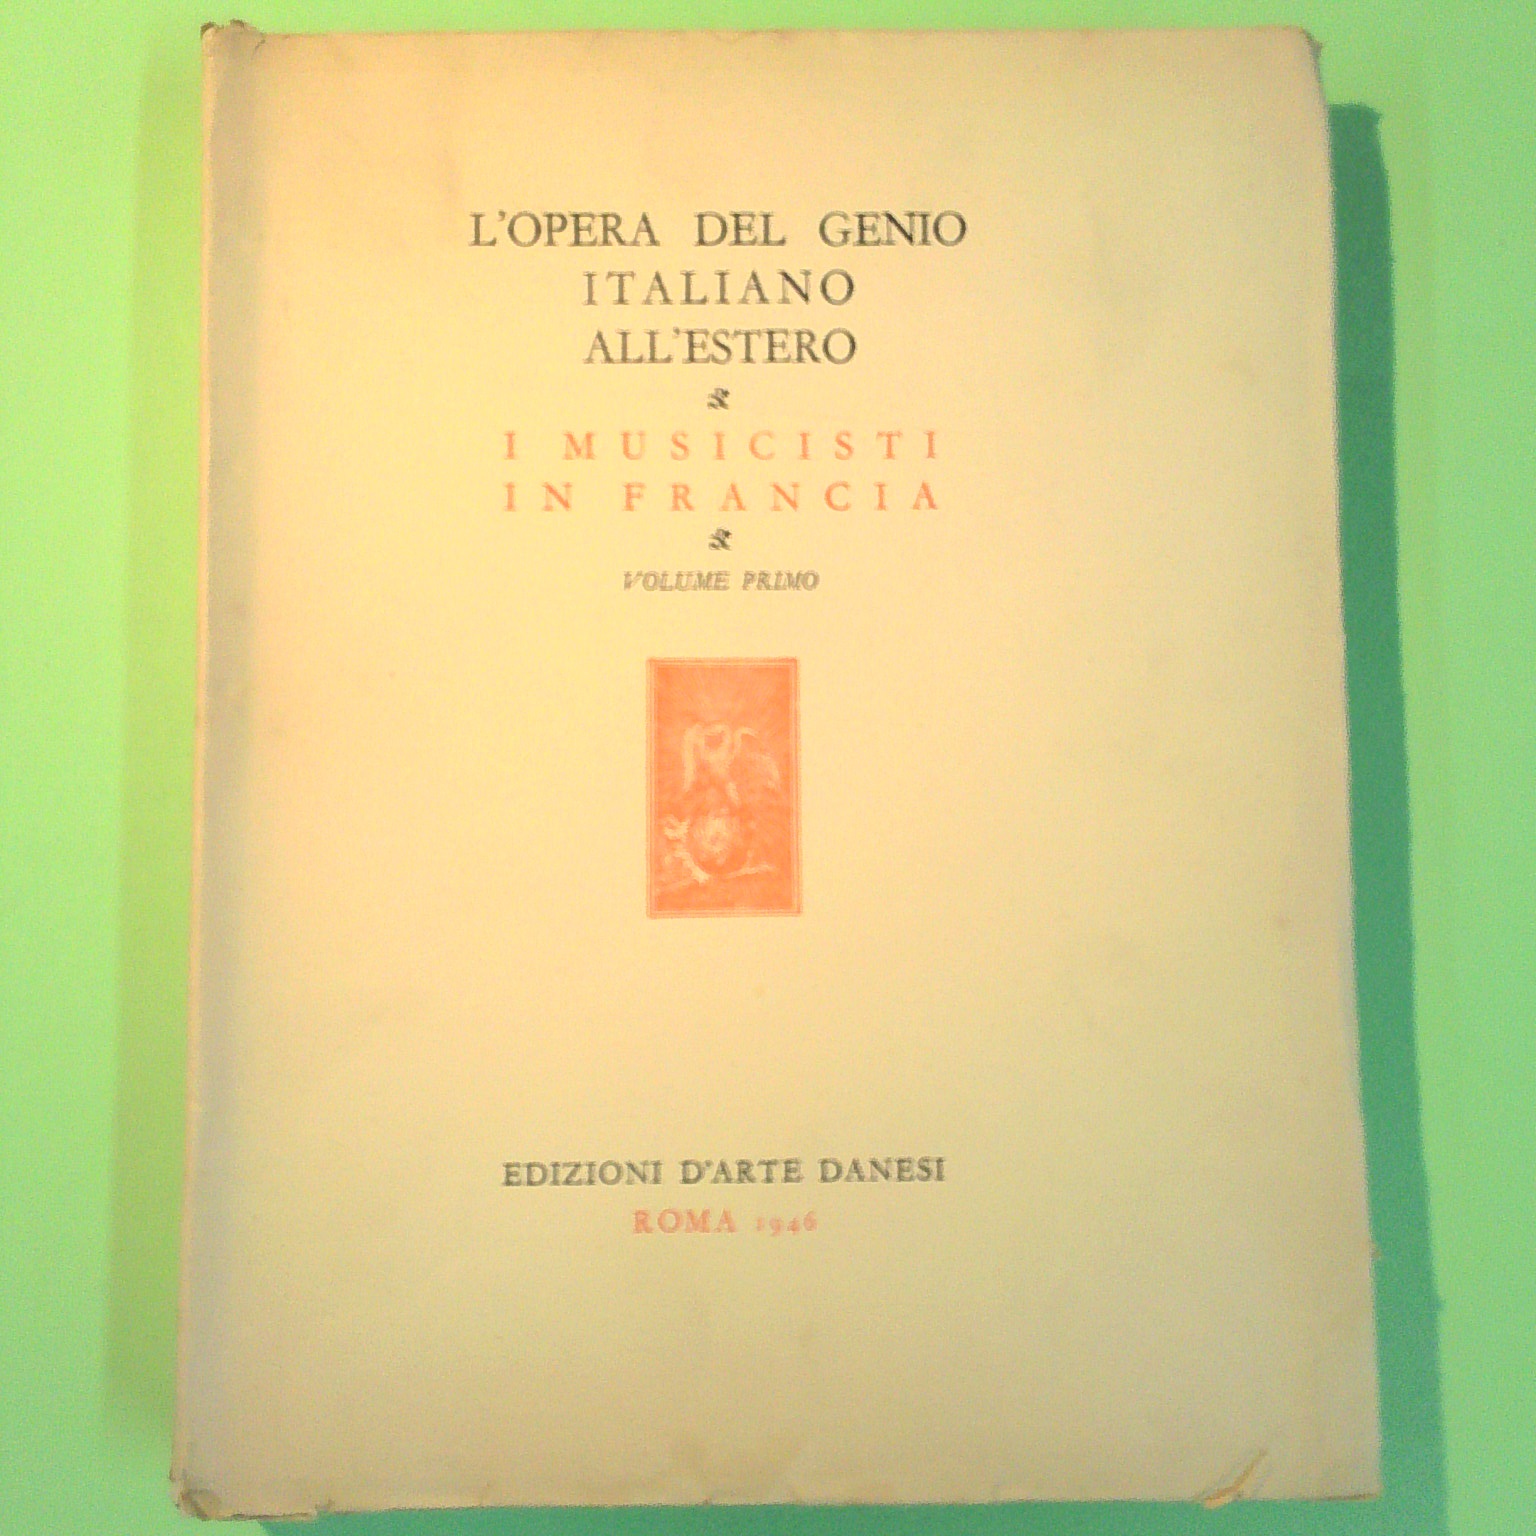 L'OPERA DEL GENIO
ITALIANO
ALL'ESTERO
&
I MUSICISTI
IN FRANCIA
&
VOLUME PRIMO
EDIZIONI D'ARTE DANESI
ROMA 1946